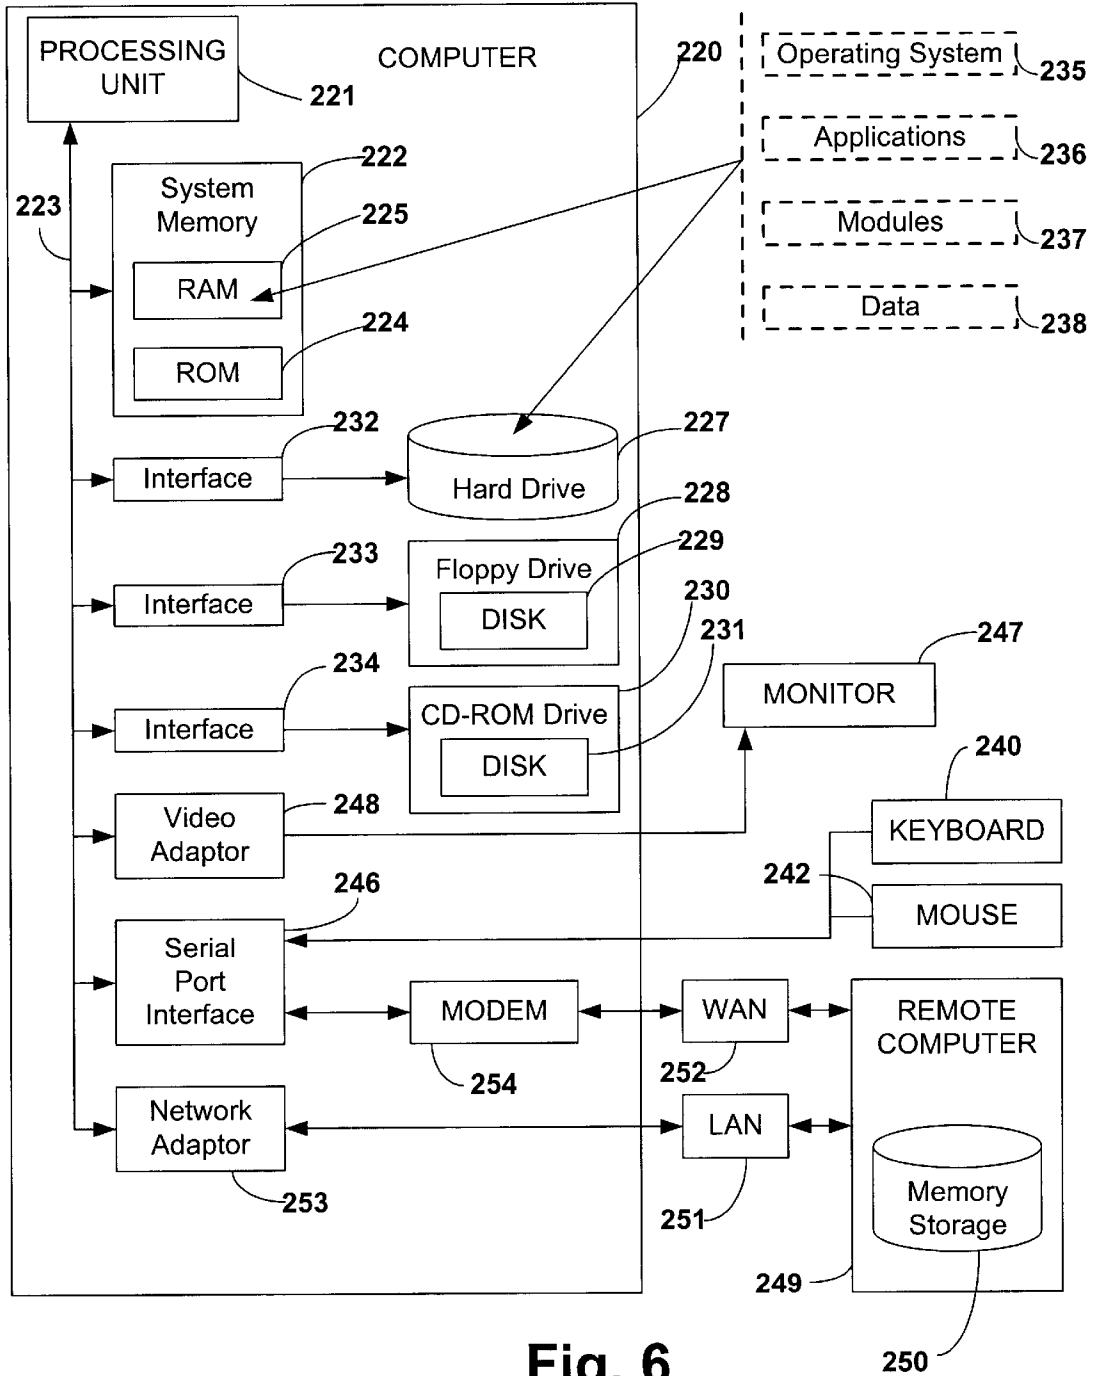 PROCESSING
UNIT
221
COMPUTER
220
Operating System
235
Applications
236
Modules
237
Data
238
223
222
System
Memory
225
RAM
224
ROM
232
Interface
227
Hard Drive
228
233
Interface
229
Floppy Drive
DISK
230
231
234
Interface
CD-ROM Drive
DISK
247
MONITOR
248
Video
Adaptor
240
KEYBOARD
242
MOUSE
246
Serial
Port
Interface
MODEM
254
WAN
252
REMOTE
COMPUTER
Network
Adaptor
253
LAN
251
Memory
Storage
249
250
Fig. 6